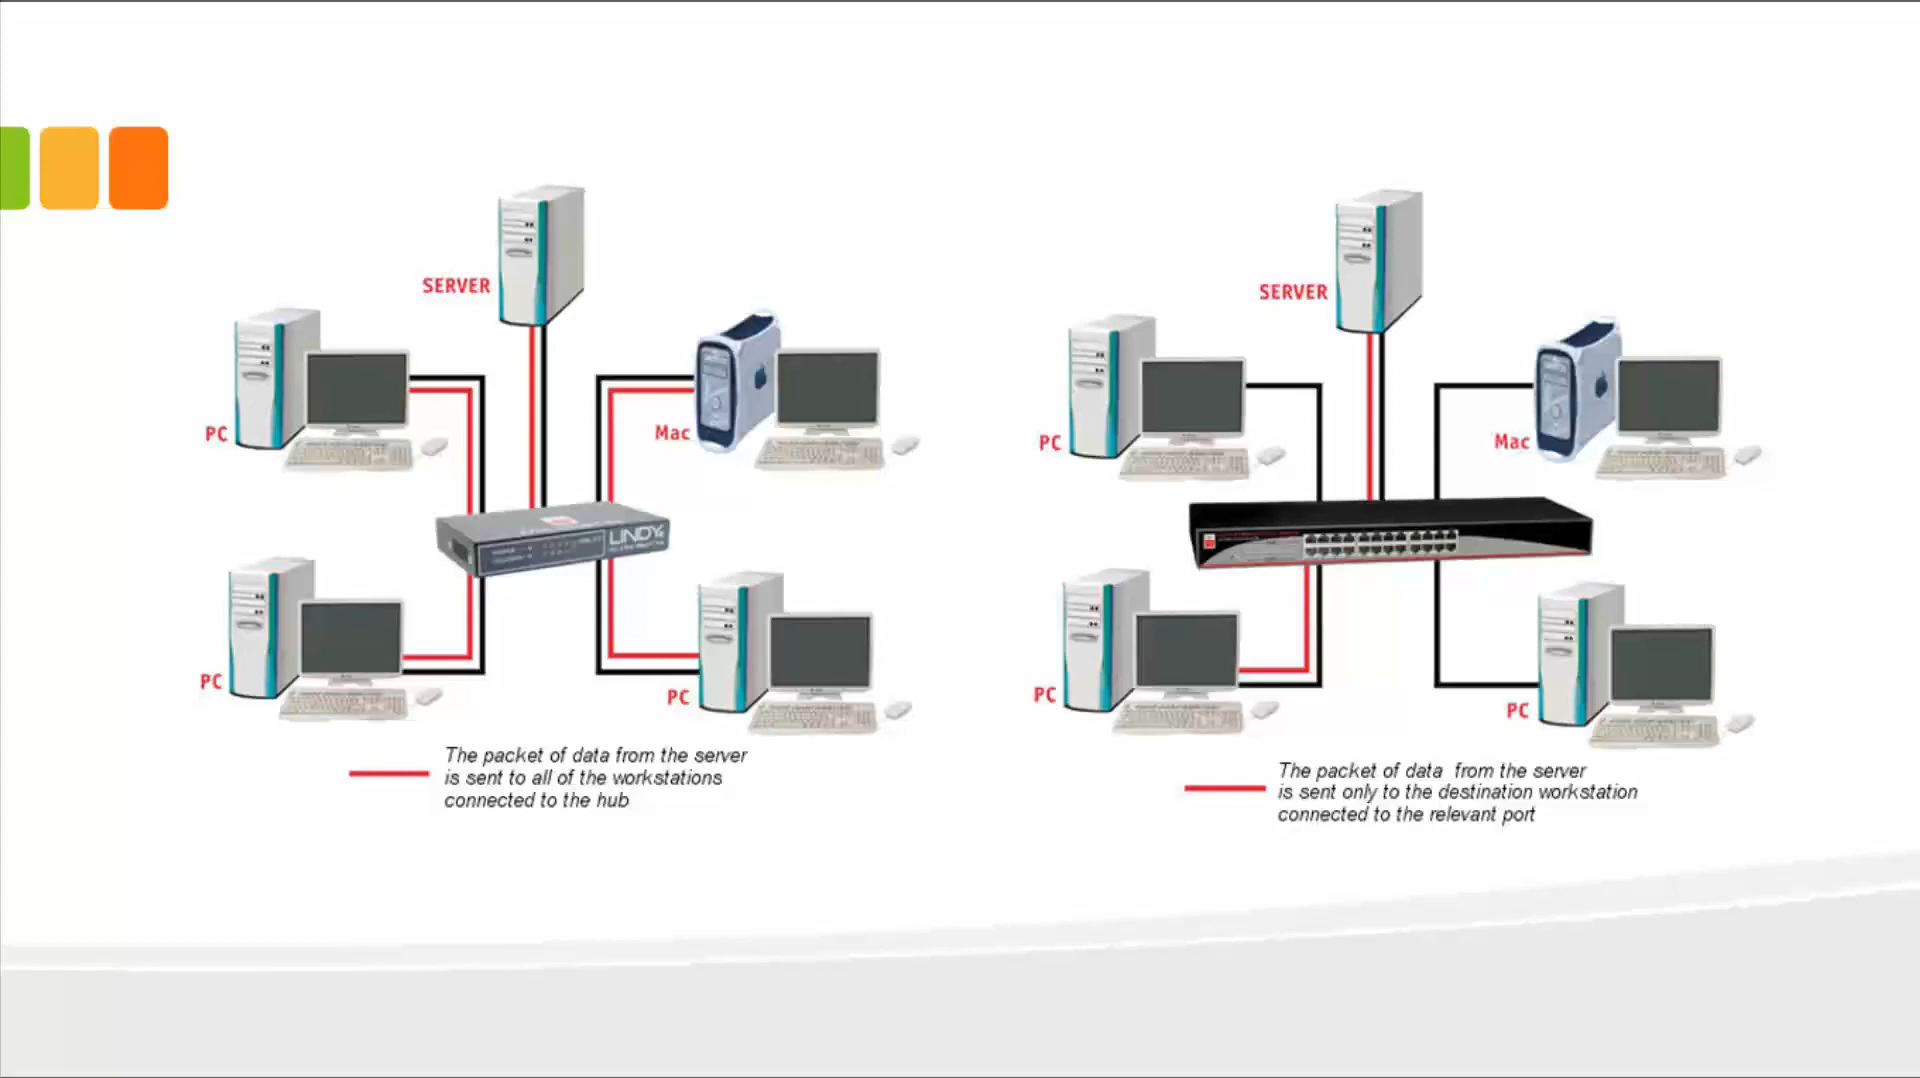 SERVER
PC
Mac
LINDY
PC
PC
The packet of data from the server
is sent to all of the workstations
connected to the hub
SERVER
PC
Mac
PC
PC
The packet of data from the server
is sent only to the destination workstation
connected to the relevant port